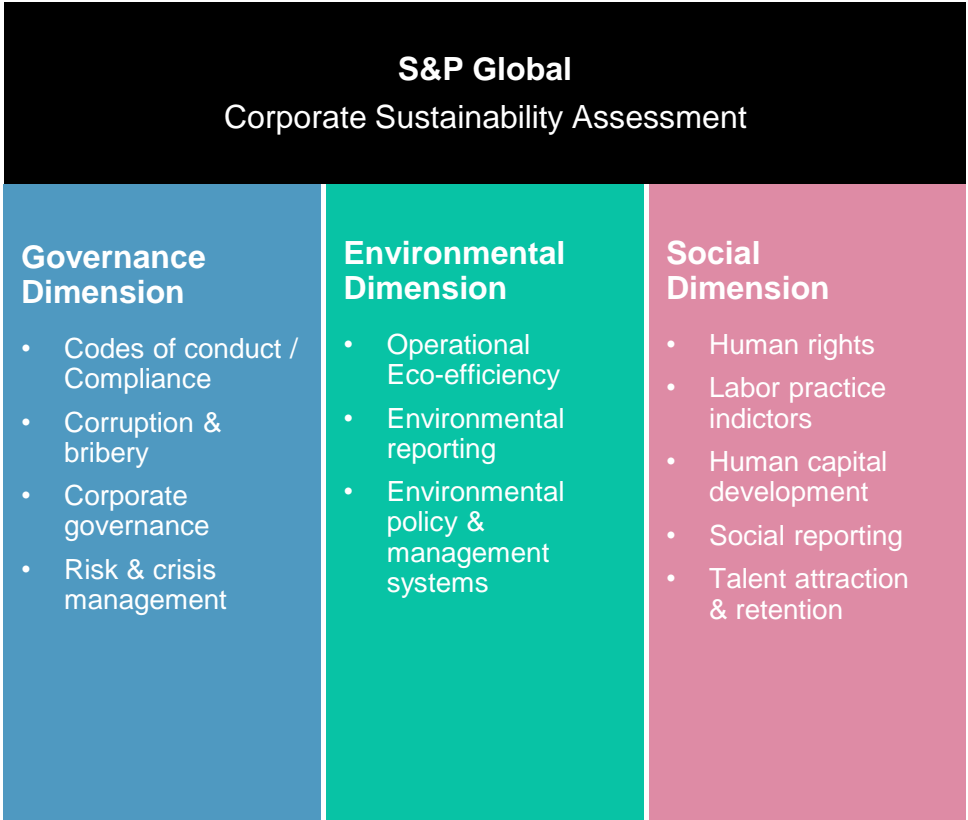 S&P Global
Corporate Sustainability Assessment
Governance
Dimension
• Codes of conduct /
Compliance
• Corruption &
bribery
• Corporate
governance
• Risk & crisis
management
Environmental
Dimension
• Operational
Eco-efficiency
• Environmental
reporting
• Environmental
policy &
management
systems
Social
Dimension
• Human rights
• Labor practice
indictors
• Human capital
development
• Social reporting
• Talent attraction
& retention